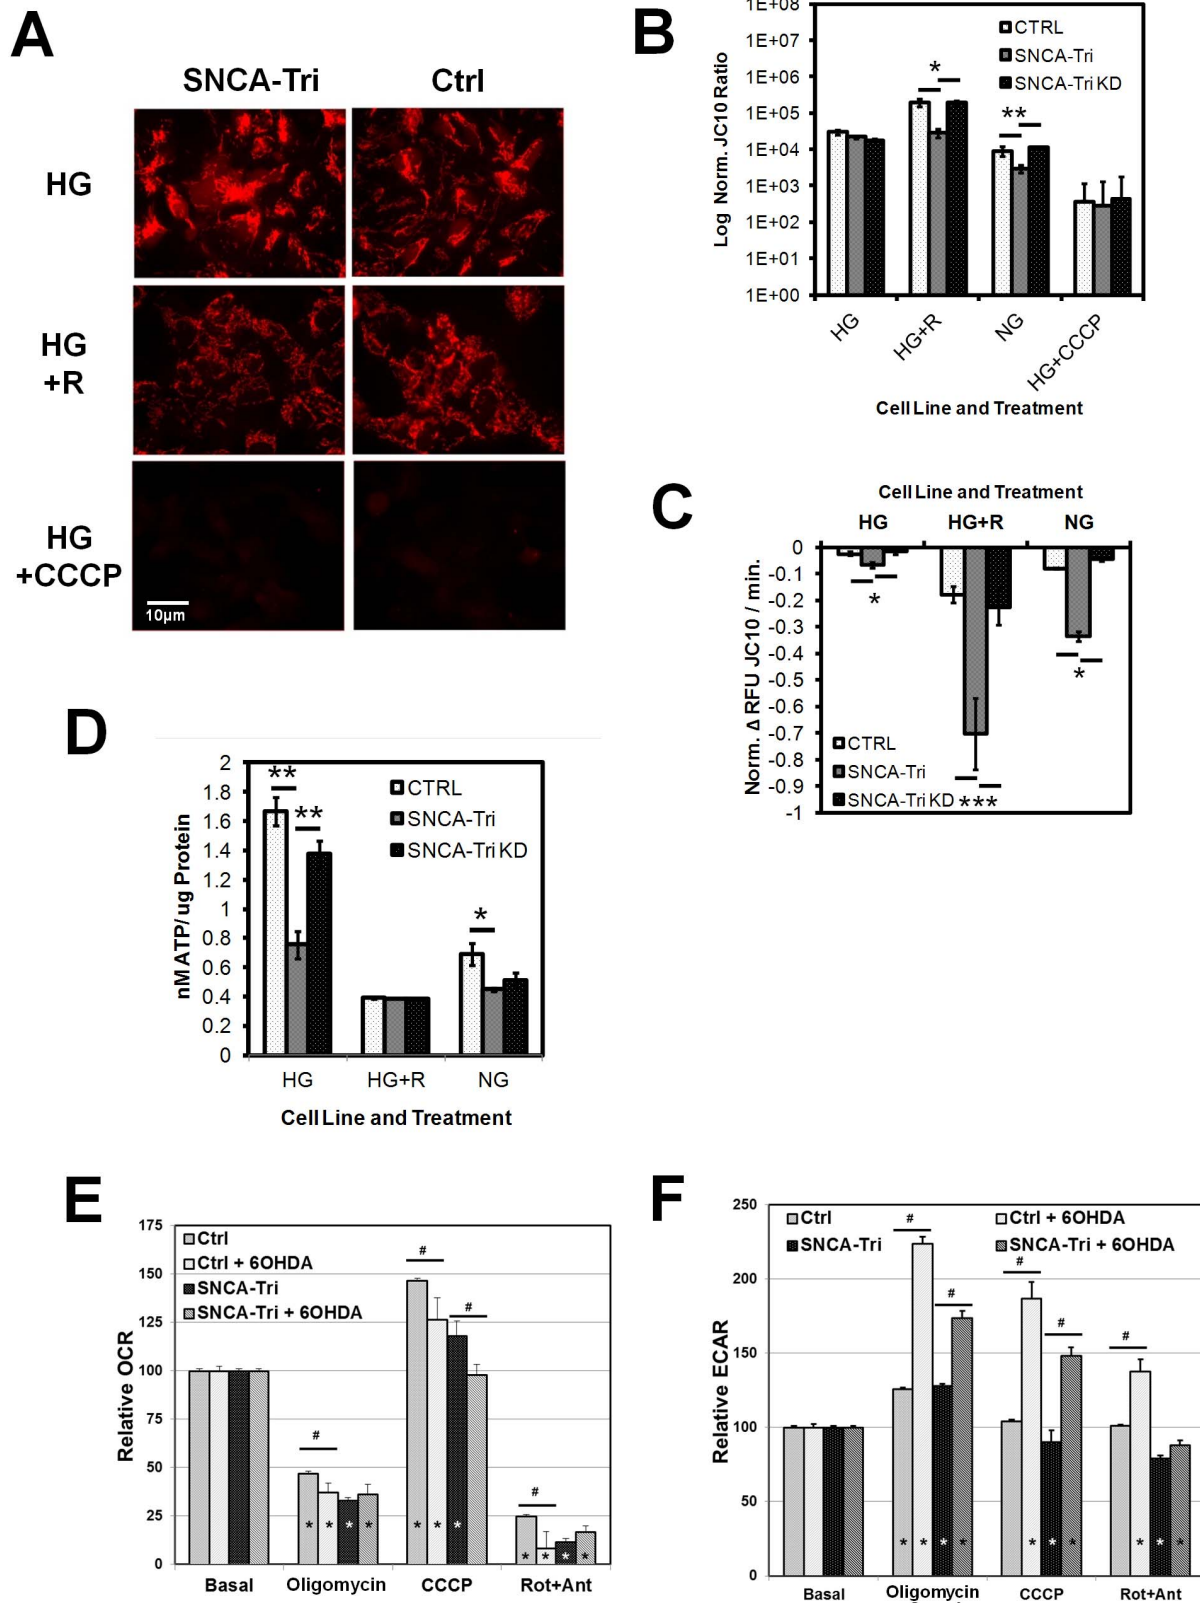 A
SNCA-Tri
Ctrl
HG
HG
+R
HG
+CCCP
10µm
B
Log Norm. JC10 Ratio
1E+08
1E+07
1E+06
1E+05
1E+04
1E+03
1E+02
1E+01
1E+00
CTRL
SNCA-Tri
SNCA-Tri KD
*
**
HG
HG+R
NG
HG+CCCP
Cell Line and Treatment
C
Cell Line and Treatment
HG
HG+R
NG
Norm. Δ RFU JC10 / min.
0
-0.1
-0.2
-0.3
-0.4
-0.5
-0.6
-0.7
-0.8
-0.9
-1
*
***
*
CTRL
SNCA-Tri
SNCA-Tri KD
D
nM ATP/ ug Protein
2
1.8
1.6
1.4
1.2
1
0.8
0.6
0.4
0.2
0
**
**
*
CTRL
SNCA-Tri
SNCA-Tri KD
HG
HG+R
NG
Cell Line and Treatment
E
Relative OCR
175
150
125
100
75
50
25
0
Ctrl
Ctrl + 6OHDA
SNCA-Tri
SNCA-Tri + 6OHDA
#
#
#
#
* * * *
* * *
* * * *
Basal
Oligomycin
CCCP
Rot+Ant
F
Relative ECAR
250
200
150
100
50
0
Ctrl
Ctrl + 6OHDA
SNCA-Tri
SNCA-Tri + 6OHDA
#
#
#
#
#
* * * *
* * *
* * *
Basal
Oligomycin
CCCP
Rot+Ant